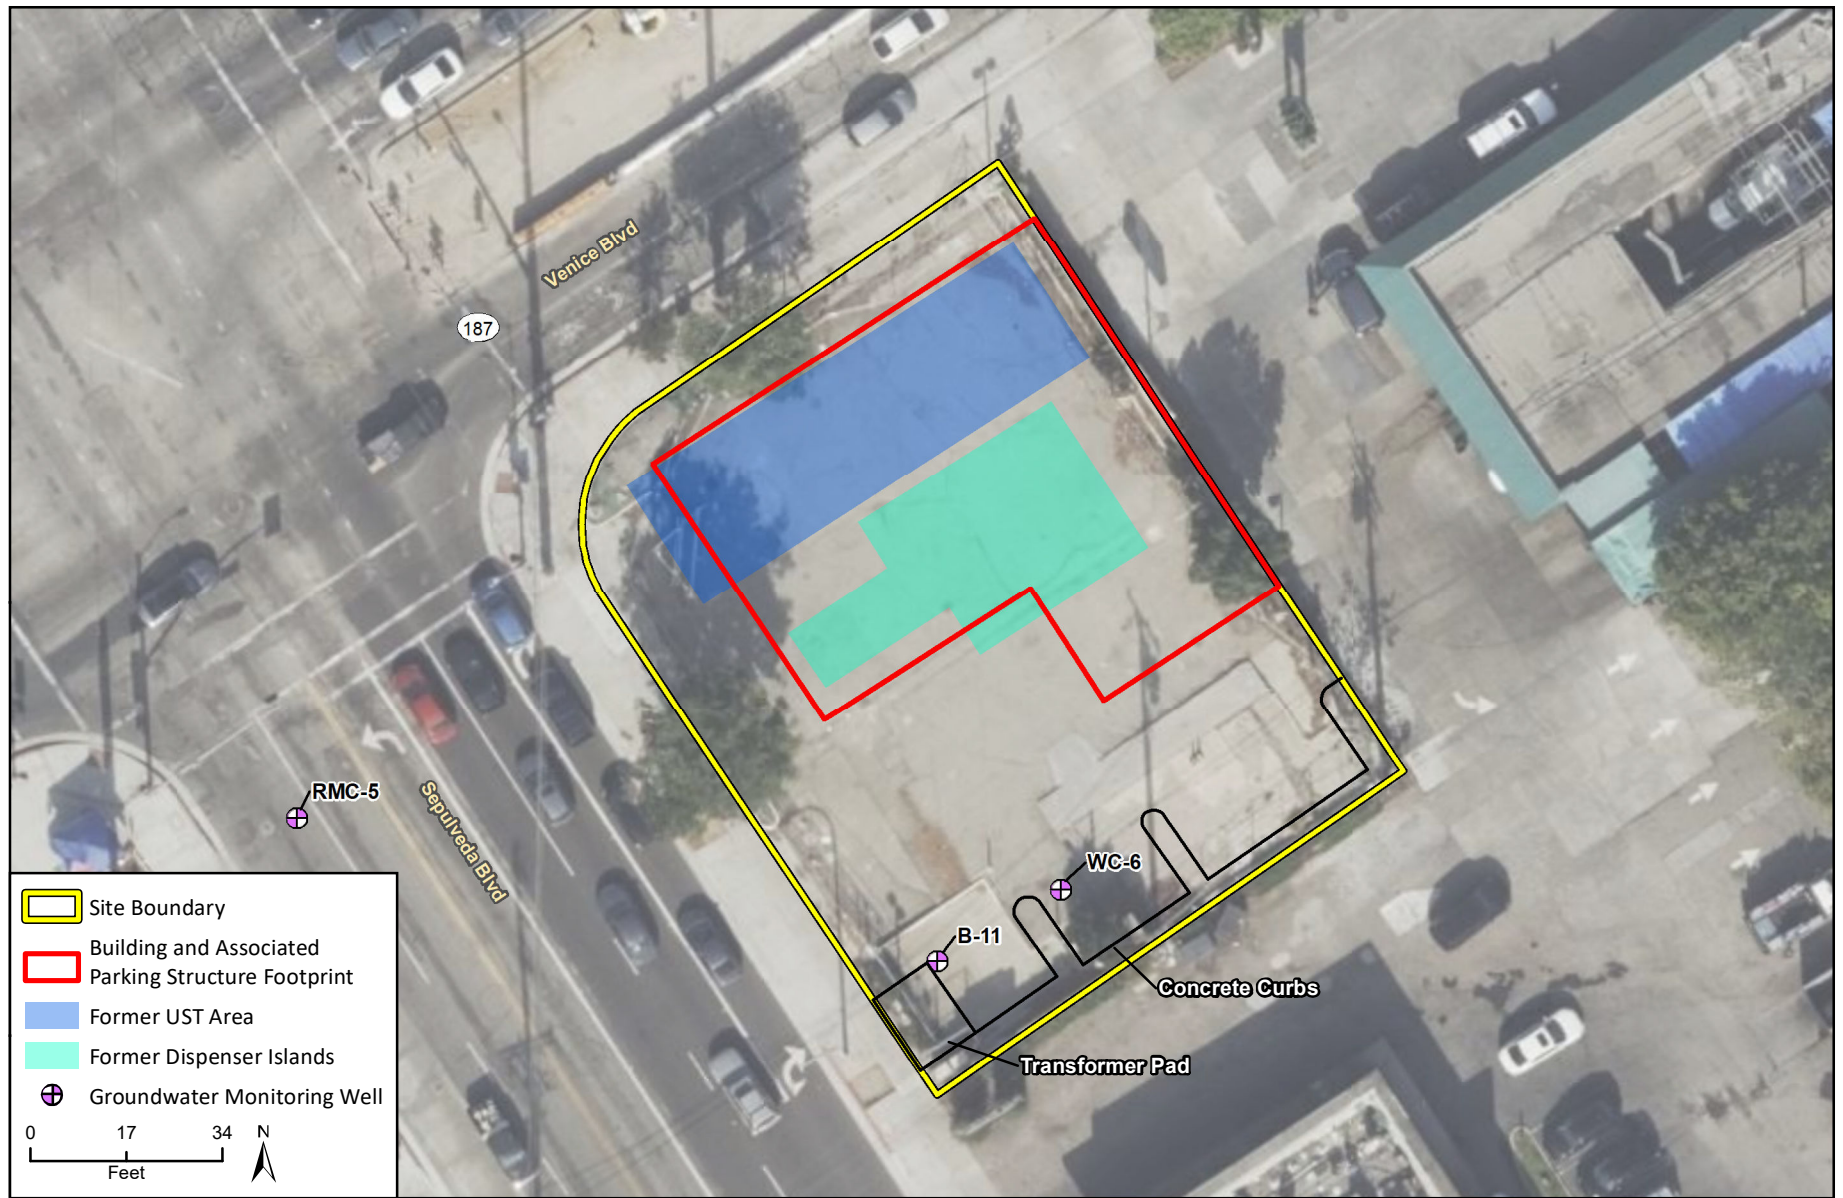 Venice Blvd
187
RMC-5
Sepulveda Blvd
WC-6
B-11
Concrete Curbs
Transformer Pad
Site Boundary
Building and Associated
Parking Structure Footprint
Former UST Area
Former Dispenser Islands
Groundwater Monitoring Well
0 17 34 N
Feet